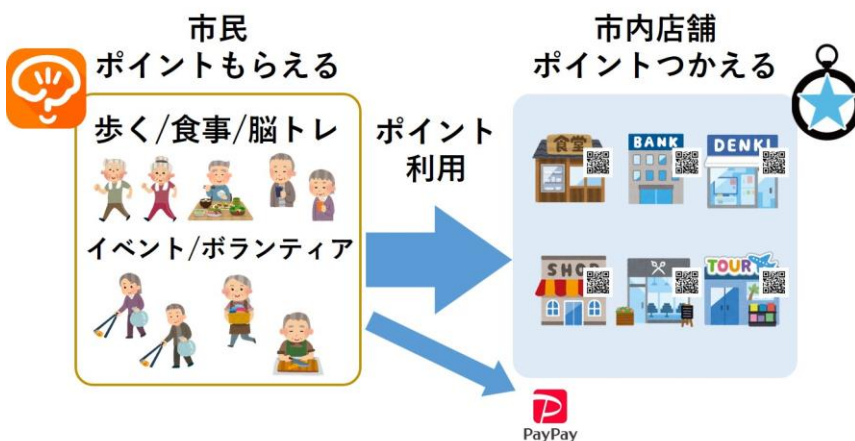 市民
ポイントもらえる
歩く/食事/脳トレ
イベント/ボランティア
ポイント
利用
市内店舗
ポイントつかえる
食堂
BANK
DENKI
SHOP
TOUR
PayPay